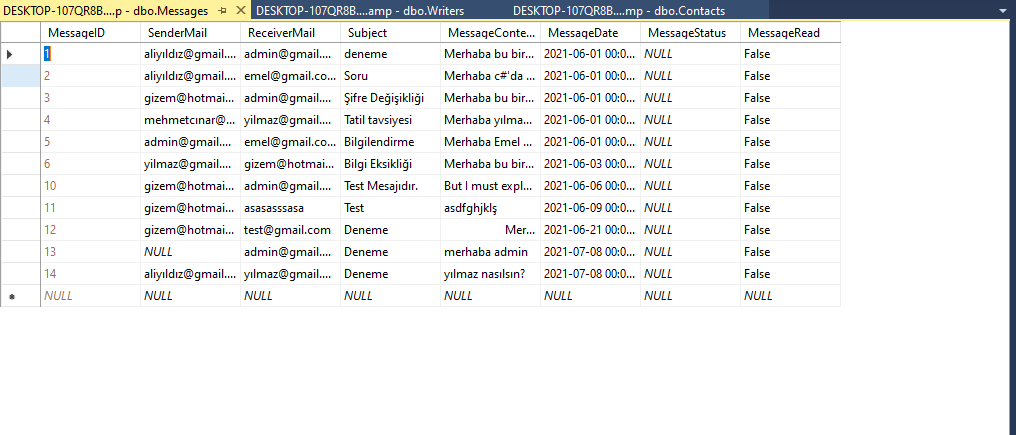 DESKTOP-107QR8B....p - dbo.Messages DESKTOP-107QR8B....amp - dbo.Writers DESKTOP-107QR8B....mp - dbo.Contacts
MessageID SenderMail ReceiverMail Subject MessageConte... MessageDate MessageStatus MessageRead
1 aliyıldız@gmail.... admin@gmail.... deneme Merhaba bu bir... 2021-06-01 00:0... NULL False
2 aliyıldız@gmail.... emel@gmail.co... Soru Merhaba c#'da ... 2021-06-01 00:0... NULL False
3 gizem@hotmai... admin@gmail.... Şifre Değişikliği Merhaba bu bir... 2021-06-01 00:0... NULL False
4 mehmetcınar@... yilmaz@gmail.... Tatil tavsiyesi Merhaba yılma... 2021-06-01 00:0... NULL False
5 admin@gmail.... emel@gmail.co... Bilgilendirme Merhaba Emel ... 2021-06-01 00:0... NULL False
6 yilmaz@gmail.... gizem@hotmai... Bilgi Eksikliği Merhaba bu bir... 2021-06-03 00:0... NULL False
10 gizem@hotmai... admin@gmail.... Test Mesajıdır. But I must expl... 2021-06-06 00:0... NULL False
11 gizem@hotmai... asasasssasa Test asdfghjklş 2021-06-09 00:0... NULL False
12 gizem@hotmai... test@gmail.com Deneme Mer... 2021-06-21 00:0... NULL False
13 NULL admin@gmail.... Deneme merhaba admin 2021-07-08 00:0... NULL False
14 aliyıldız@gmail.... yılmaz@gmail.... Deneme yılmaz nasılsın? 2021-07-08 00:0... NULL False
NULL NULL NULL NULL NULL NULL NULL NULL